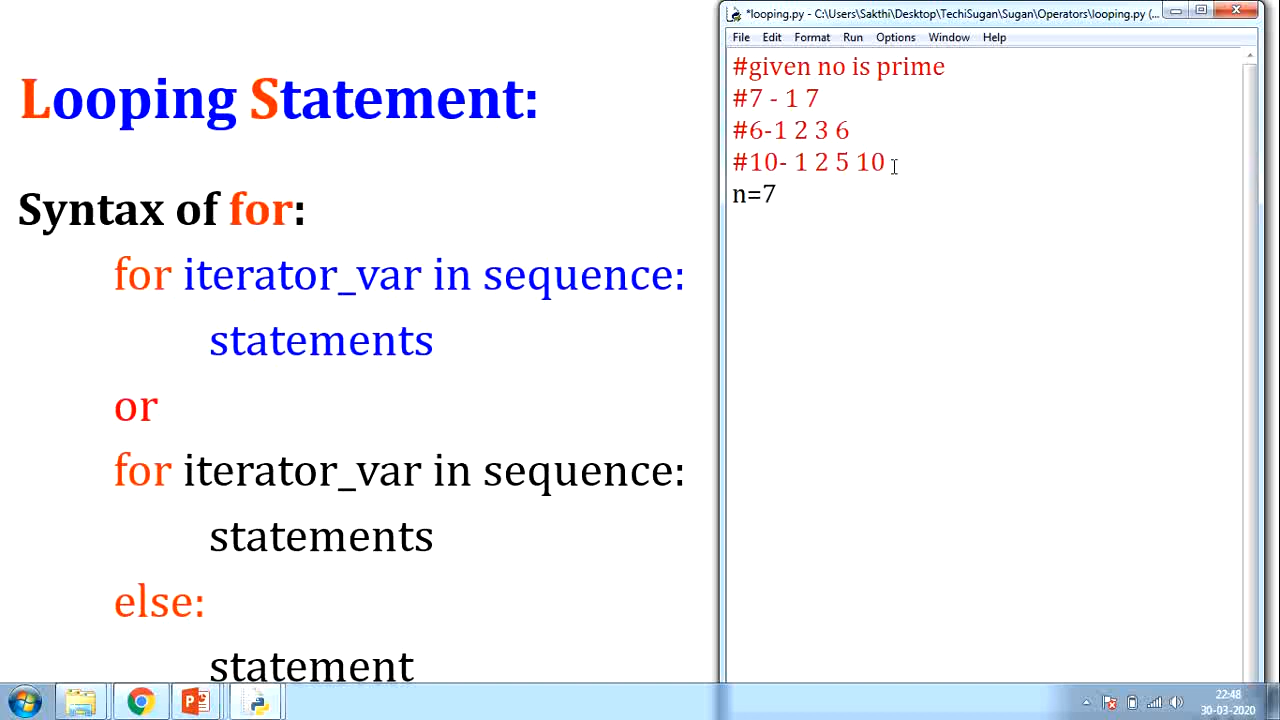 Looping Statement:
Syntax of for:
for iterator_var in sequence:
statements
or
for iterator_var in sequence:
statements
else:
statement
*looping.py - C:\Users\Sakthi\Desktop\TechiSugan\Sugan\Operators\looping.py (...
File Edit Format Run Options Window Help
#given no is prime
#7 - 1 7
#6-1 2 3 6
#10- 1 2 5 10
n=7
22:48
30-03-2020